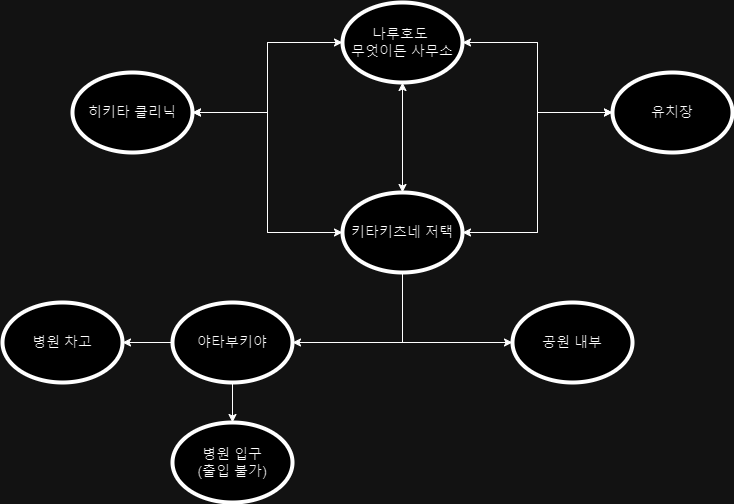 나루호도
무엇이든 사무소
히키타 클리닉
유치장
키타키츠네 저택
병원 차고
야타부키야
공원 내부
병원 입구
(출입 불가)